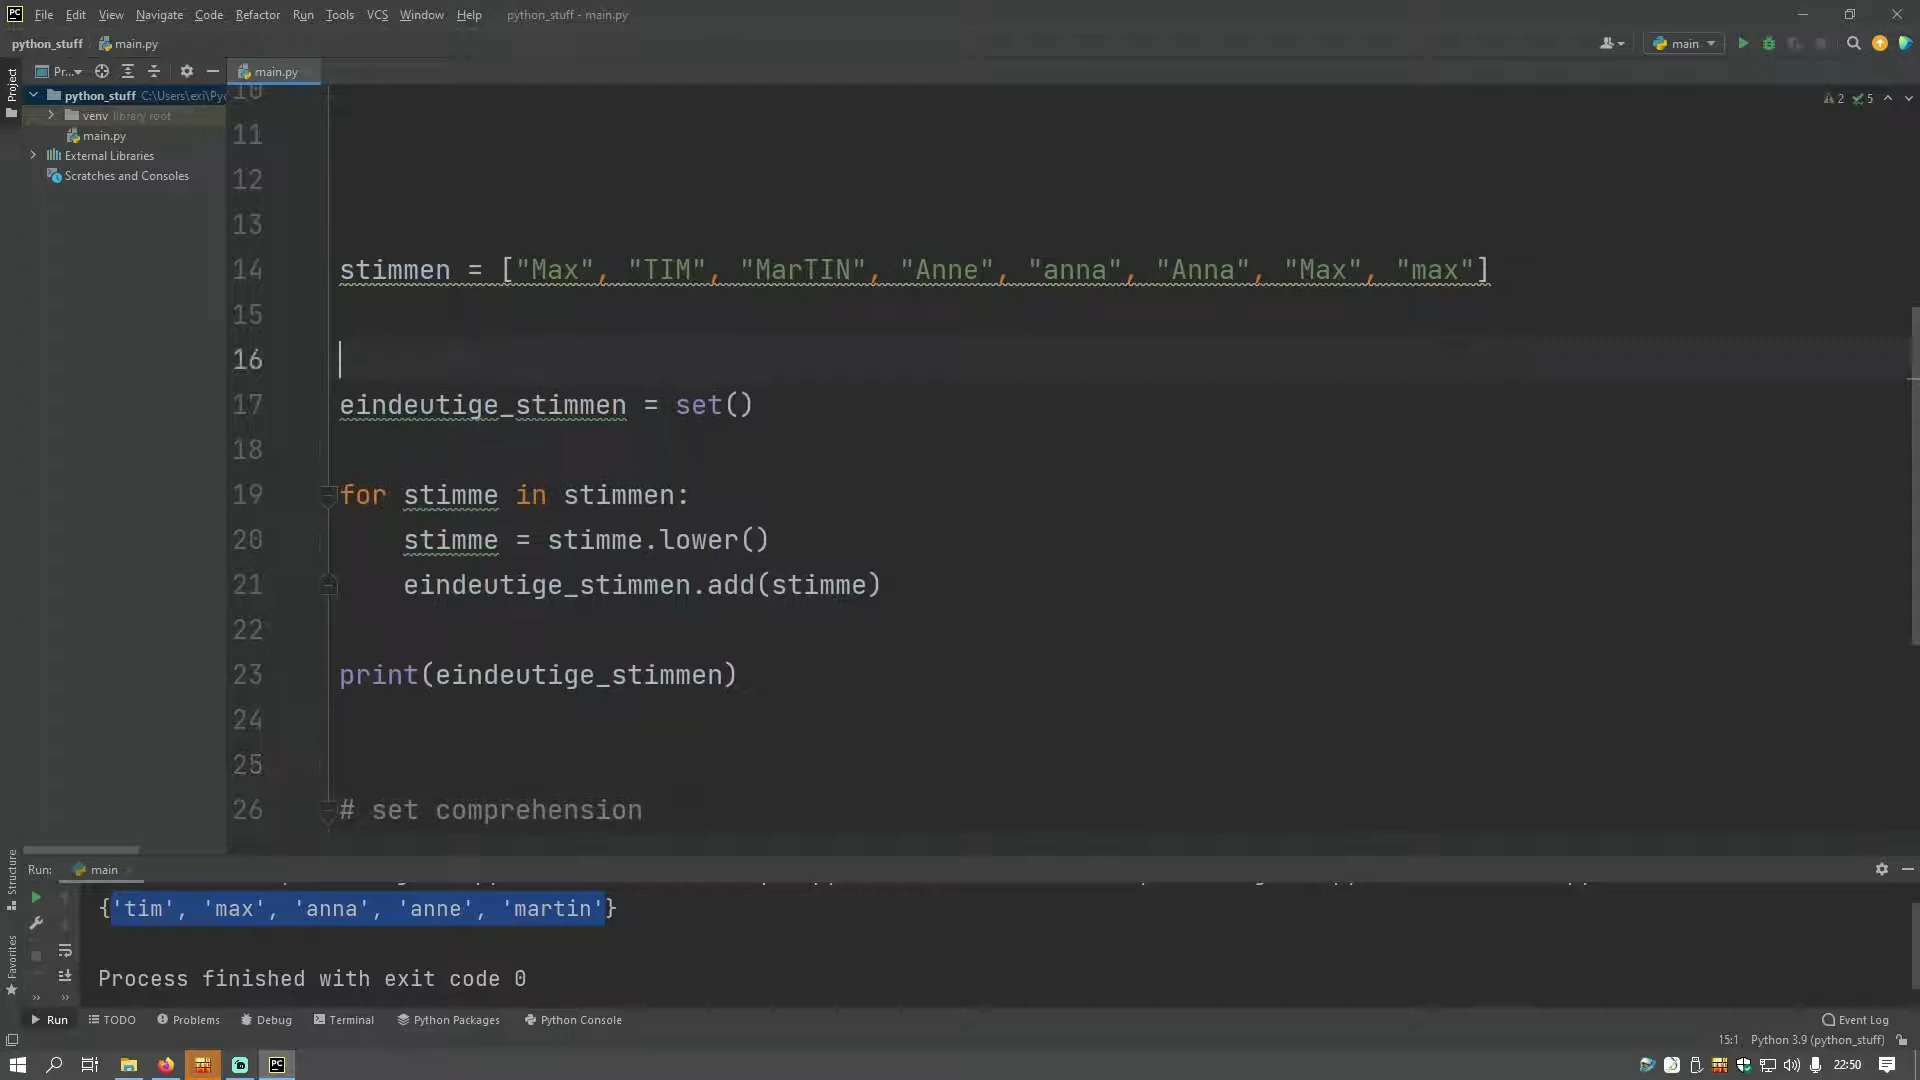 PC File Edit View Navigate Code Refactor Run Tools VCS Window Help python_stuff - main.py
python_stuff main.py main
Project Pr... main.py
python_stuff C:\Users\exi\Pyc
venv library root
main.py
External Libraries
Scratches and Consoles
2 5
10
11
12
13
14 stimmen = ["Max", "TIM", "MarTIN", "Anne", "anna", "Anna", "Max", "max"]
15
16
17 eindeutige_stimmen = set()
18
19 for stimme in stimmen:
20 stimme = stimme.lower()
21 eindeutige_stimmen.add(stimme)
22
23 print(eindeutige_stimmen)
24
25
26 # set comprehension
Structure
Favorites
Run: main
{'tim', 'max', 'anna', 'anne', 'martin'}
Process finished with exit code 0
Run TODO Problems Debug Terminal Python Packages Python Console Event Log
15:1 Python 3.9 (python_stuff)
PC 22:50